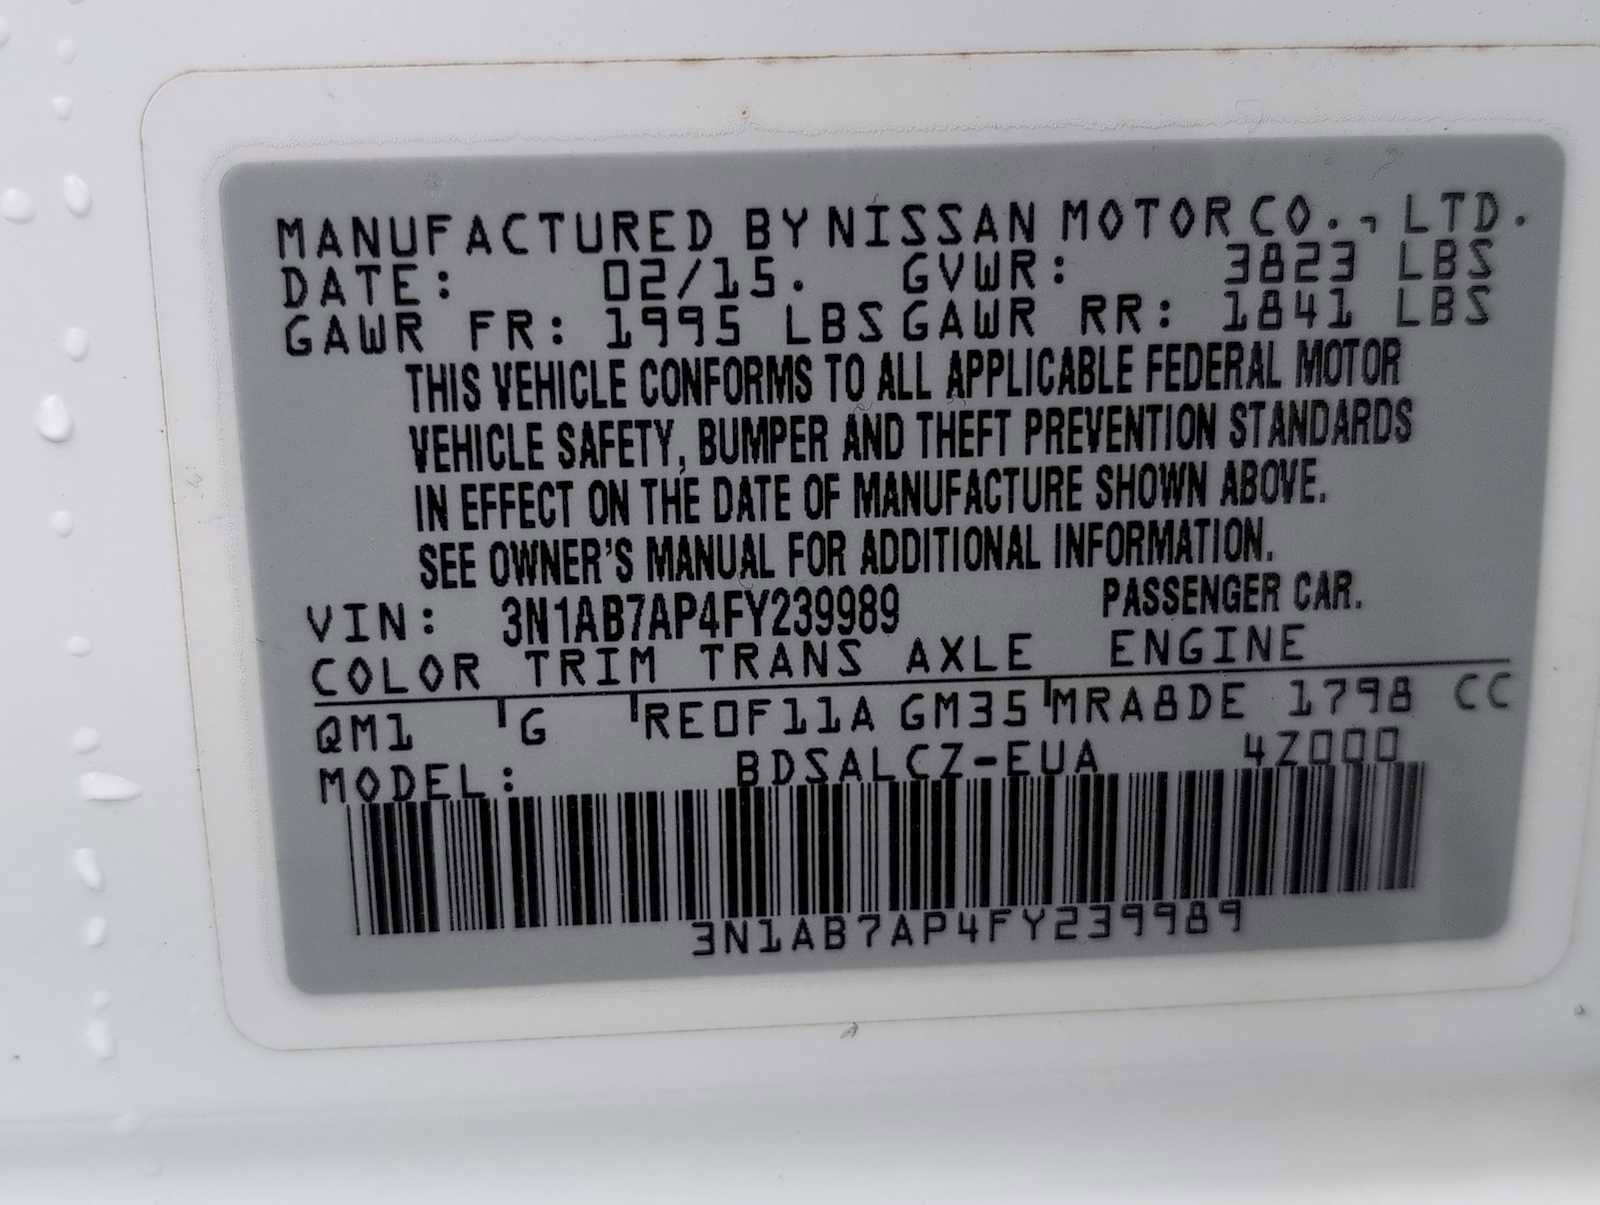 MANUFACTURED BY NISSAN MOTOR CO., LTD.
DATE: 02/15. GVWR: 3823 LBS
GAWR FR: 1995 LBS GAWR RR: 1841 LBS
THIS VEHICLE CONFORMS TO ALL APPLICABLE FEDERAL MOTOR
VEHICLE SAFETY, BUMPER AND THEFT PREVENTION STANDARDS
IN EFFECT ON THE DATE OF MANUFACTURE SHOWN ABOVE.
SEE OWNER'S MANUAL FOR ADDITIONAL INFORMATION.
VIN: 3N1AB7AP4FY239989 PASSENGER CAR.
COLOR TRIM TRANS AXLE ENGINE
QM1 G RE0F11A GM35 MRA8DE 1798 CC
MODEL: BDSALCZ-EUA 4Z000
3N1AB7AP4FY239989